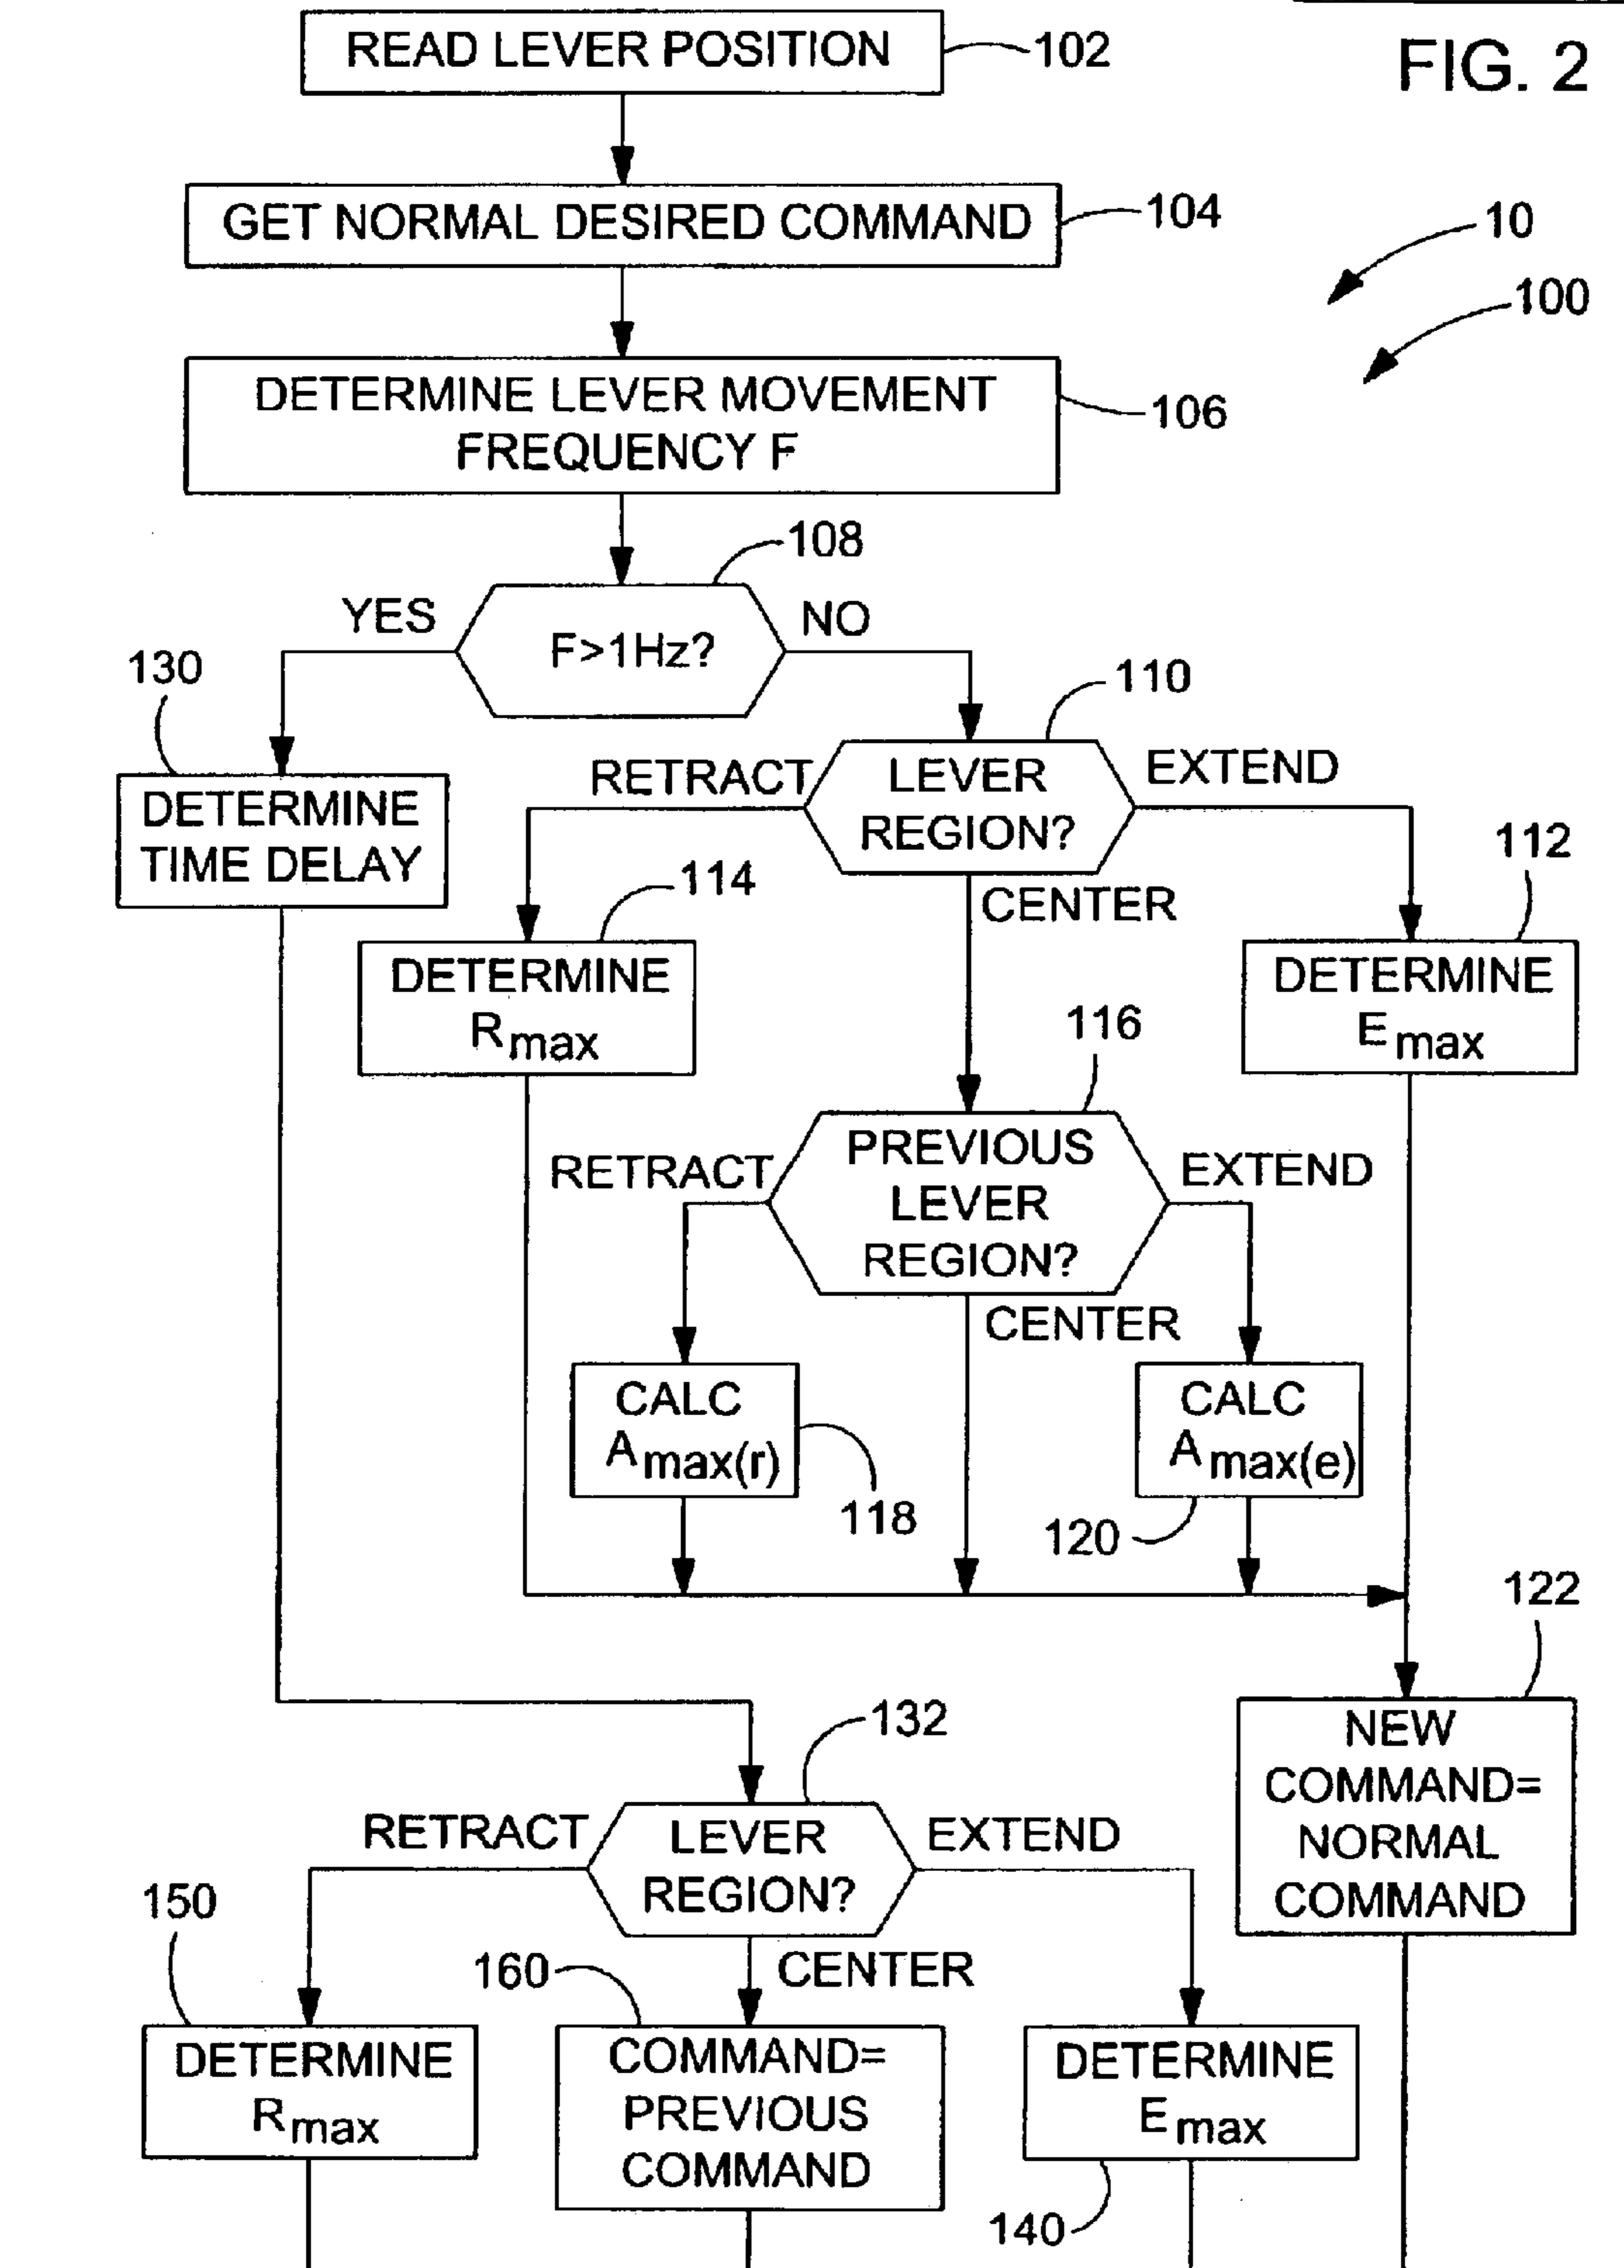 FIG. 2
READ LEVER POSITION
102
GET NORMAL DESIRED COMMAND
104
10
100
DETERMINE LEVER MOVEMENT
FREQUENCY F
106
108
YES
F>1Hz?
NO
130
DETERMINE
TIME DELAY
110
RETRACT
LEVER
REGION?
EXTEND
CENTER
114
DETERMINE
Rmax
112
DETERMINE
Emax
116
RETRACT
PREVIOUS
LEVER
REGION?
EXTEND
CENTER
CALC
Amax(r)
118
CALC
Amax(e)
120
122
NEW
COMMAND=
NORMAL
COMMAND
132
RETRACT
LEVER
REGION?
EXTEND
CENTER
150
DETERMINE
Rmax
160
COMMAND=
PREVIOUS
COMMAND
DETERMINE
Emax
140